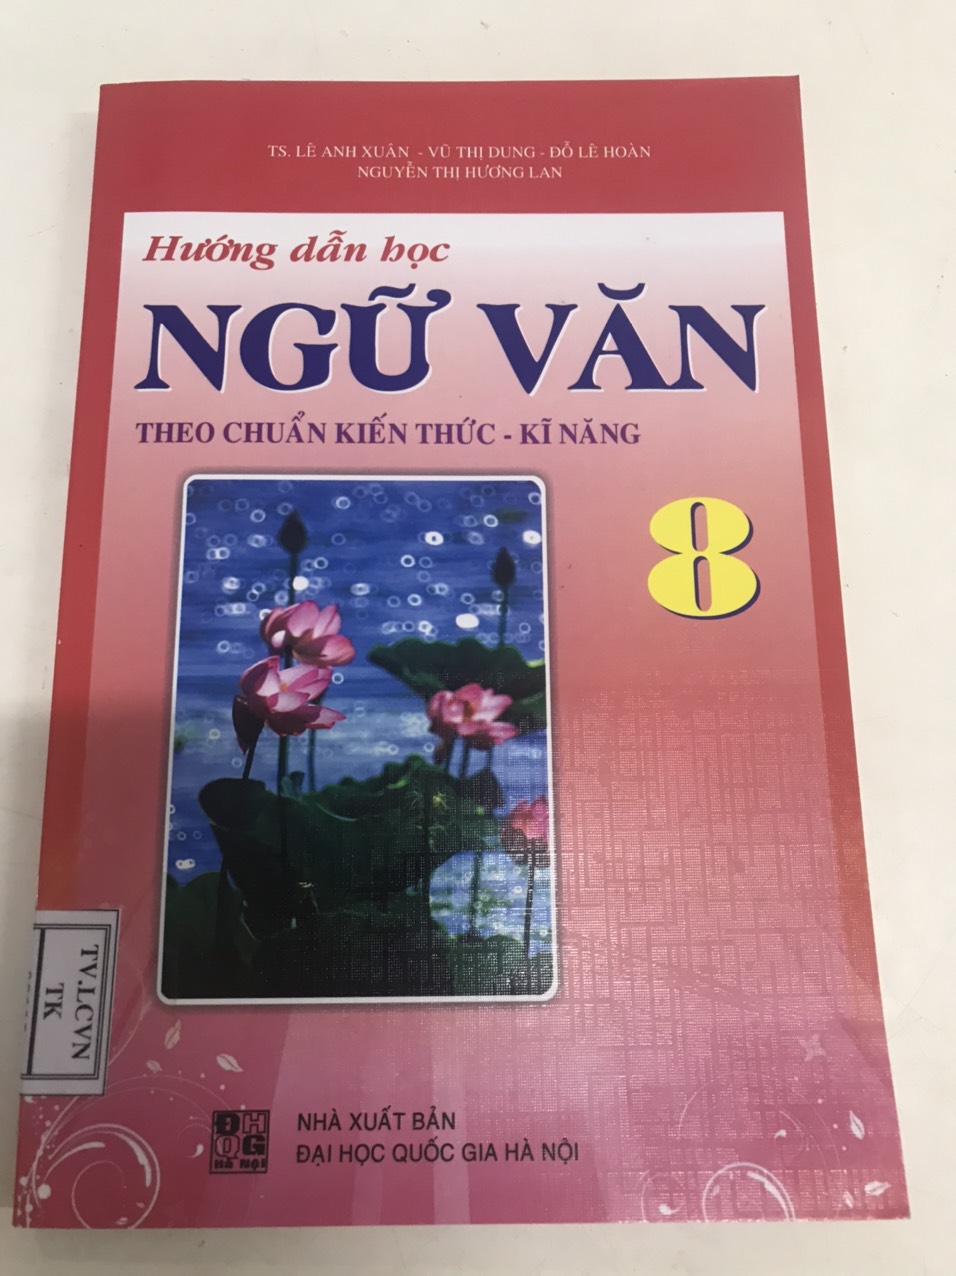 TS. LÊ ANH XUÂN - VŨ THỊ DUNG - ĐỖ LÊ HOÀN
NGUYỄN THỊ HƯƠNG LAN
Hướng dẫn học
NGỮ VĂN
THEO CHUẨN KIẾN THỨC - KĨ NĂNG
8
TV.LCVN
TK
ĐH
QG
HÀ NỘI
NHÀ XUẤT BẢN
ĐẠI HỌC QUỐC GIA HÀ NỘI